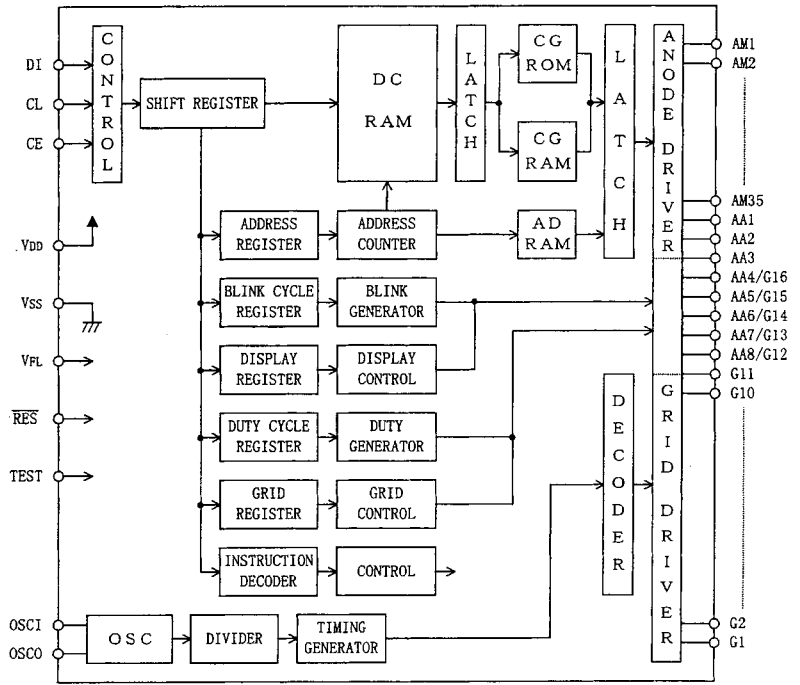 DI
CL
CE
VDD
VSS
VFL
RES
TEST
OSCI
OSCO
CONTROL
SHIFT REGISTER
DC
RAM
LATCH
CG
ROM
CG
RAM
LATCH
ANODE DRIVER
ADDRESS
REGISTER
ADDRESS
COUNTER
AD
RAM
BLINK CYCLE
REGISTER
BLINK
GENERATOR
DISPLAY
REGISTER
DISPLAY
CONTROL
DUTY CYCLE
REGISTER
DUTY
GENERATOR
GRID
REGISTER
GRID
CONTROL
INSTRUCTION
DECODER
CONTROL
DECODER
GRID DRIVER
OSC
DIVIDER
TIMING
GENERATOR
AM1
AM2
AM35
AA1
AA2
AA3
AA4/G16
AA5/G15
AA6/G14
AA7/G13
AA8/G12
G11
G10
G2
G1